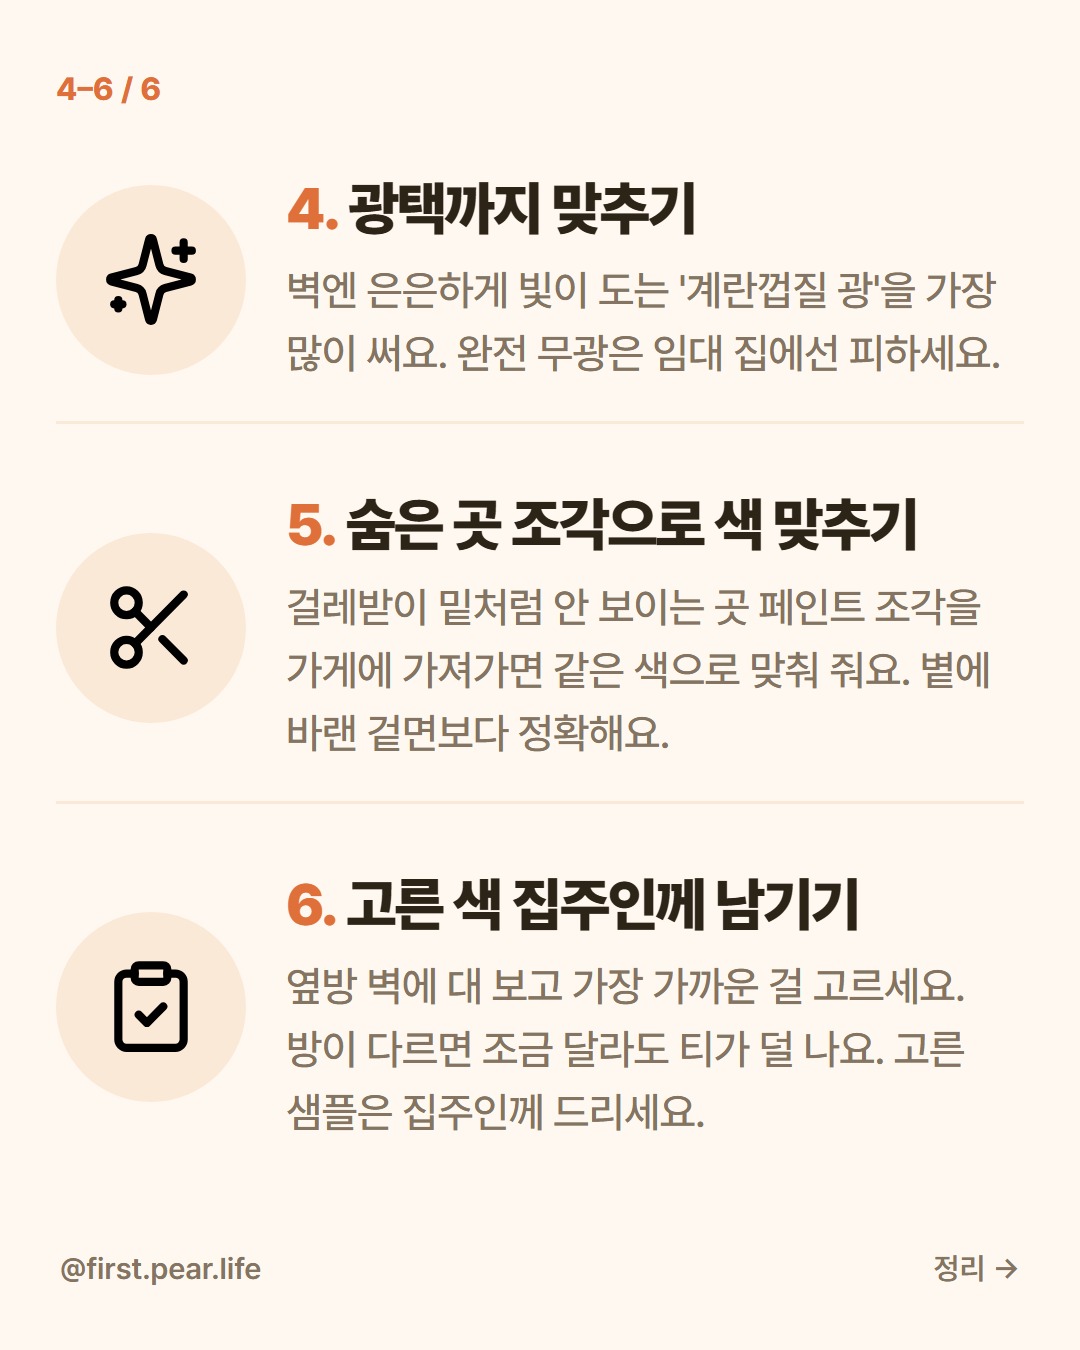 4–6 / 6
4. 광택까지 맞추기
벽엔 은은하게 빛이 도는 '계란껍질 광'을 가장
많이 써요. 완전 무광은 임대 집에선 피하세요.
5. 숨은 곳 조각으로 색 맞추기
걸레받이 밑처럼 안 보이는 곳 페인트 조각을
가게에 가져가면 같은 색으로 맞춰 줘요. 볕에
바랜 겉면보다 정확해요.
6. 고른 색 집주인께 남기기
옆방 벽에 대 보고 가장 가까운 걸 고르세요.
방이 다르면 조금 달라도 티가 덜 나요. 고른
샘플은 집주인께 드리세요.
@first.pear.life
정리 →